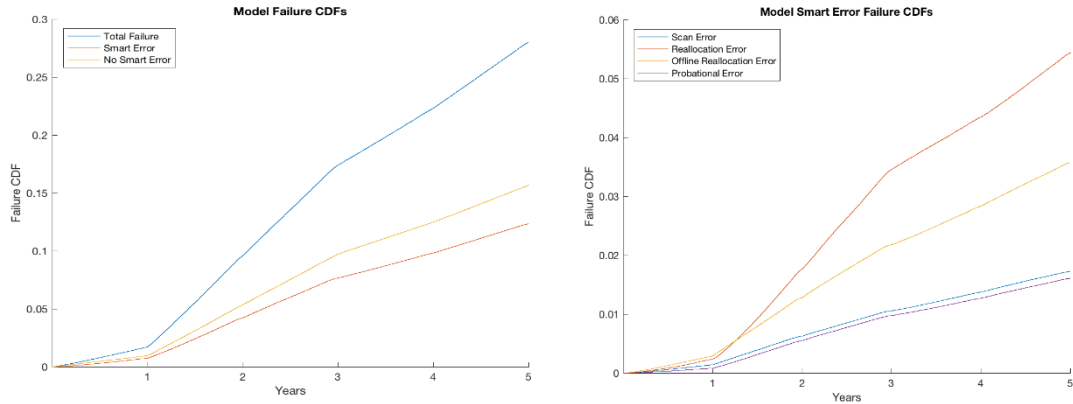 Model Failure CDFs
0.3
0.25
0.2
0.15
0.1
0.05
0
Failure CDF
Total Failure
Smart Error
No Smart Error
1 2 3 4 5
Years
Model Smart Error Failure CDFs
0.06
0.05
0.04
0.03
0.02
0.01
0
Failure CDF
Scan Error
Reallocation Error
Offline Reallocation Error
Probational Error
1 2 3 4 5
Years